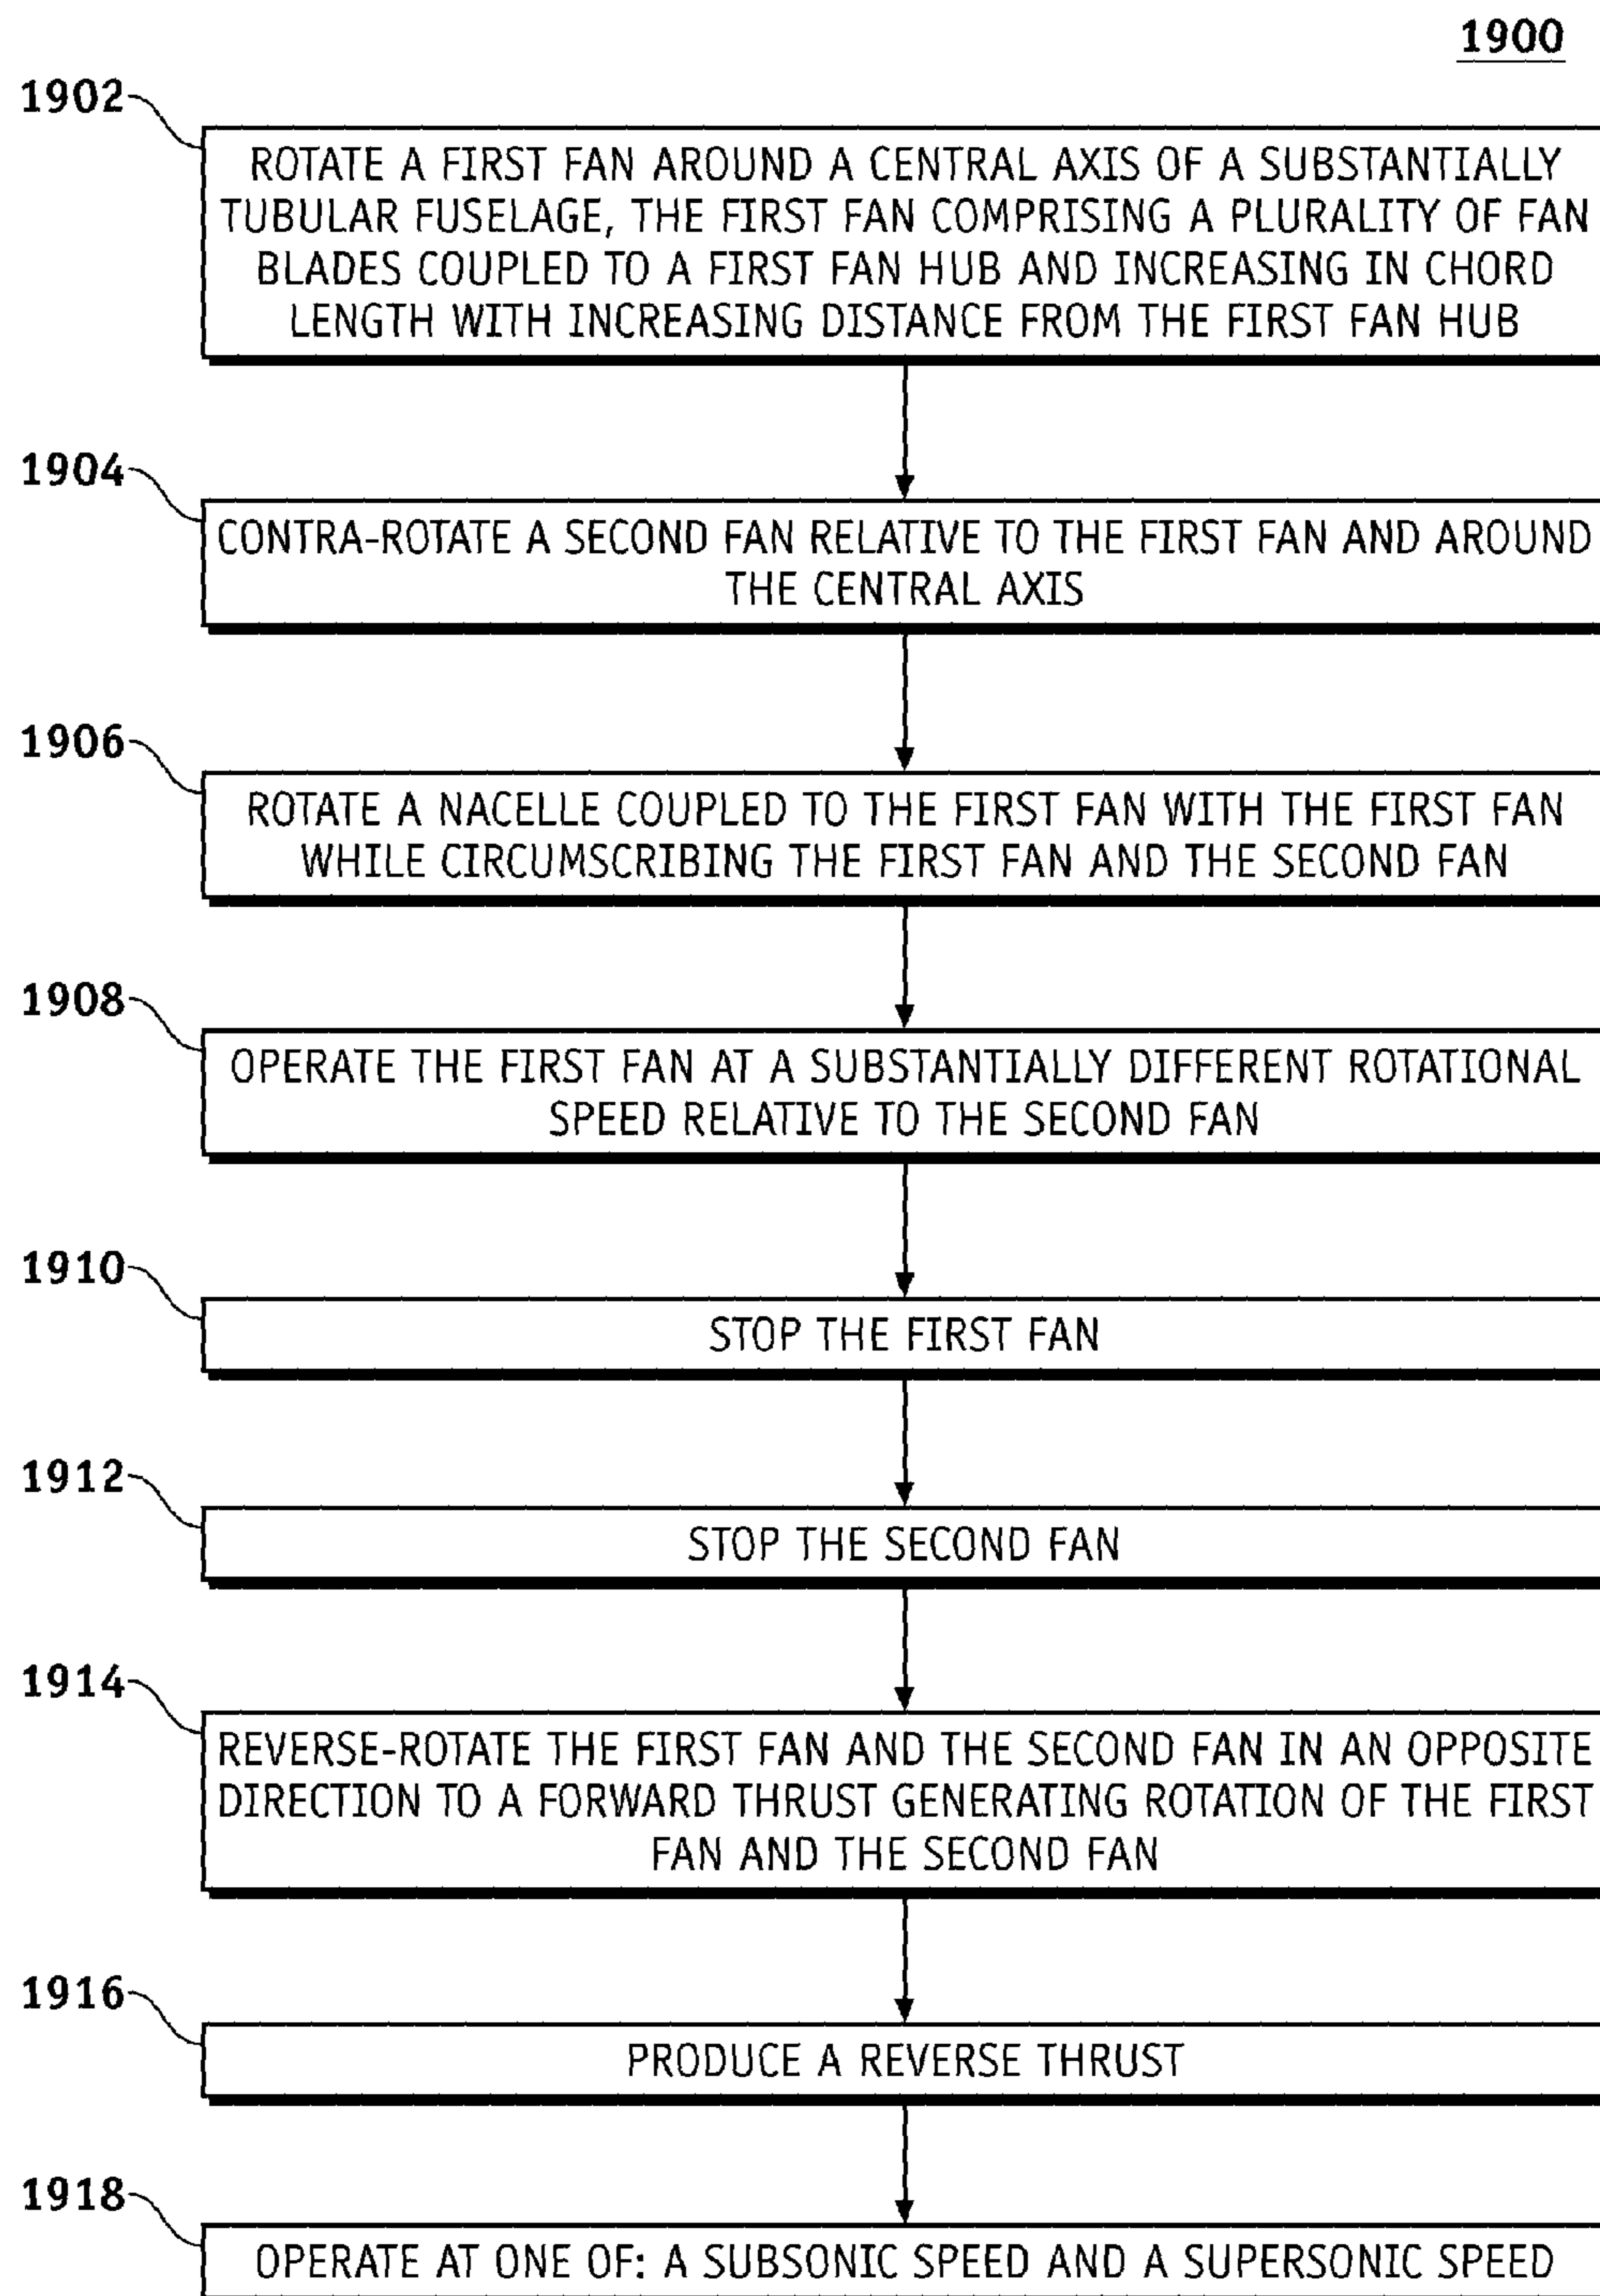 1900
1902
ROTATE A FIRST FAN AROUND A CENTRAL AXIS OF A SUBSTANTIALLY
TUBULAR FUSELAGE, THE FIRST FAN COMPRISING A PLURALITY OF FAN
BLADES COUPLED TO A FIRST FAN HUB AND INCREASING IN CHORD
LENGTH WITH INCREASING DISTANCE FROM THE FIRST FAN HUB
1904
CONTRA-ROTATE A SECOND FAN RELATIVE TO THE FIRST FAN AND AROUND
THE CENTRAL AXIS
1906
ROTATE A NACELLE COUPLED TO THE FIRST FAN WITH THE FIRST FAN
WHILE CIRCUMSCRIBING THE FIRST FAN AND THE SECOND FAN
1908
OPERATE THE FIRST FAN AT A SUBSTANTIALLY DIFFERENT ROTATIONAL
SPEED RELATIVE TO THE SECOND FAN
1910
STOP THE FIRST FAN
1912
STOP THE SECOND FAN
1914
REVERSE-ROTATE THE FIRST FAN AND THE SECOND FAN IN AN OPPOSITE
DIRECTION TO A FORWARD THRUST GENERATING ROTATION OF THE FIRST
FAN AND THE SECOND FAN
1916
PRODUCE A REVERSE THRUST
1918
OPERATE AT ONE OF: A SUBSONIC SPEED AND A SUPERSONIC SPEED